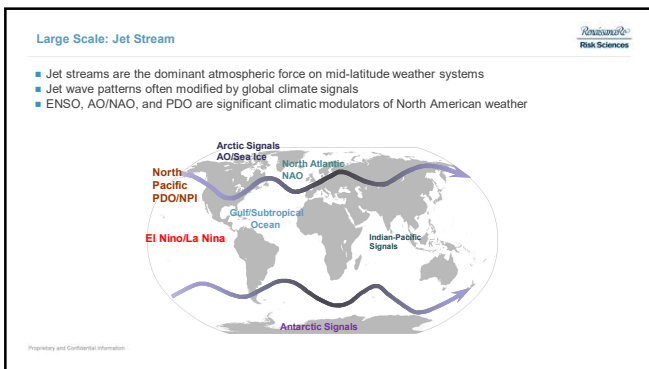 Large Scale: Jet Stream
RenaissanceRe
Risk Sciences
Jet streams are the dominant atmospheric force on mid-latitude weather systems
Jet wave patterns often modified by global climate signals
ENSO, AO/NAO, and PDO are significant climatic modulators of North American weather
Arctic Signals
AO/Sea Ice
North Atlantic
NAO
North
Pacific
PDO/NPI
Gulf/Subtropical
Ocean
El Nino/La Nina
Indian-Pacific
Signals
Antarctic Signals
Proprietary and Confidential Information